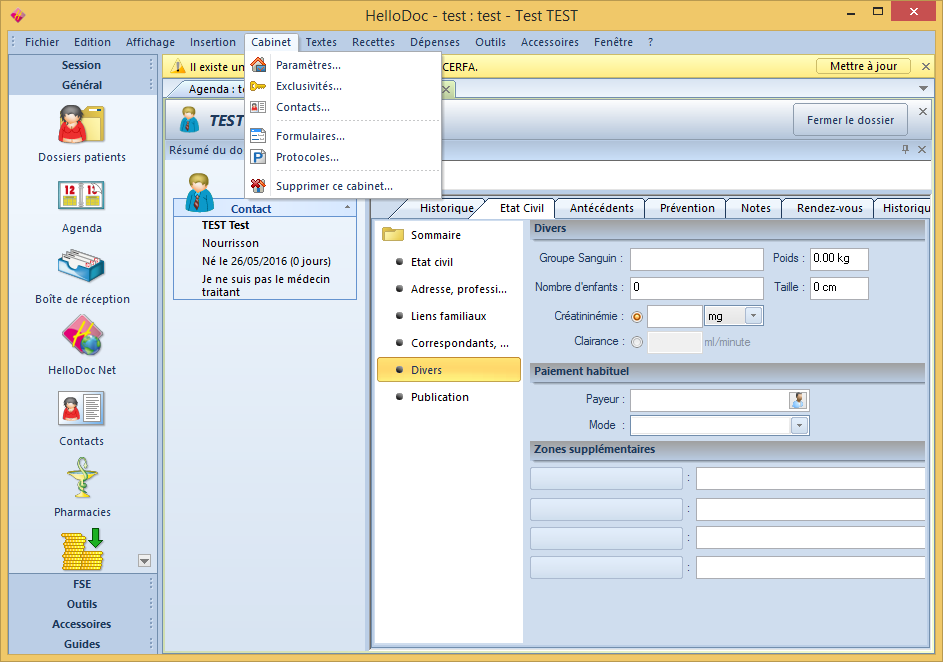 HelloDoc - test : test - Test TEST
Fichier Edition Affichage Insertion Cabinet Textes Recettes Dépenses Outils Accessoires Fenêtre ?
Session
Général
Dossiers patients
12 1
Agenda
Boîte de réception
HelloDoc Net
Contacts
Pharmacies
FSE
Outils
Accessoires
Guides
Paramètres...
Exclusivités...
Contacts...
Formulaires...
Protocoles...
Supprimer ce cabinet...
Il existe un CERFA. Mettre à jour
Agenda : te
TEST
Fermer le dossier
Résumé du do
Contact
TEST Test
Nourrisson
Né le 26/05/2016 (0 jours)
Je ne suis pas le médecin
traitant
Historique Etat Civil Antécédents Prévention Notes Rendez-vous Historiqu
Sommaire
Etat civil
Adresse, professi...
Liens familiaux
Correspondants, ...
Divers
Publication
Divers
Groupe Sanguin : Poids : 0.00 kg
Nombre d'enfants : 0 Taille : 0 cm
Créatininémie : mg
Clairance : ml/minute
Paiement habituel
Payeur :
Mode :
Zones supplémentaires
:
:
:
: